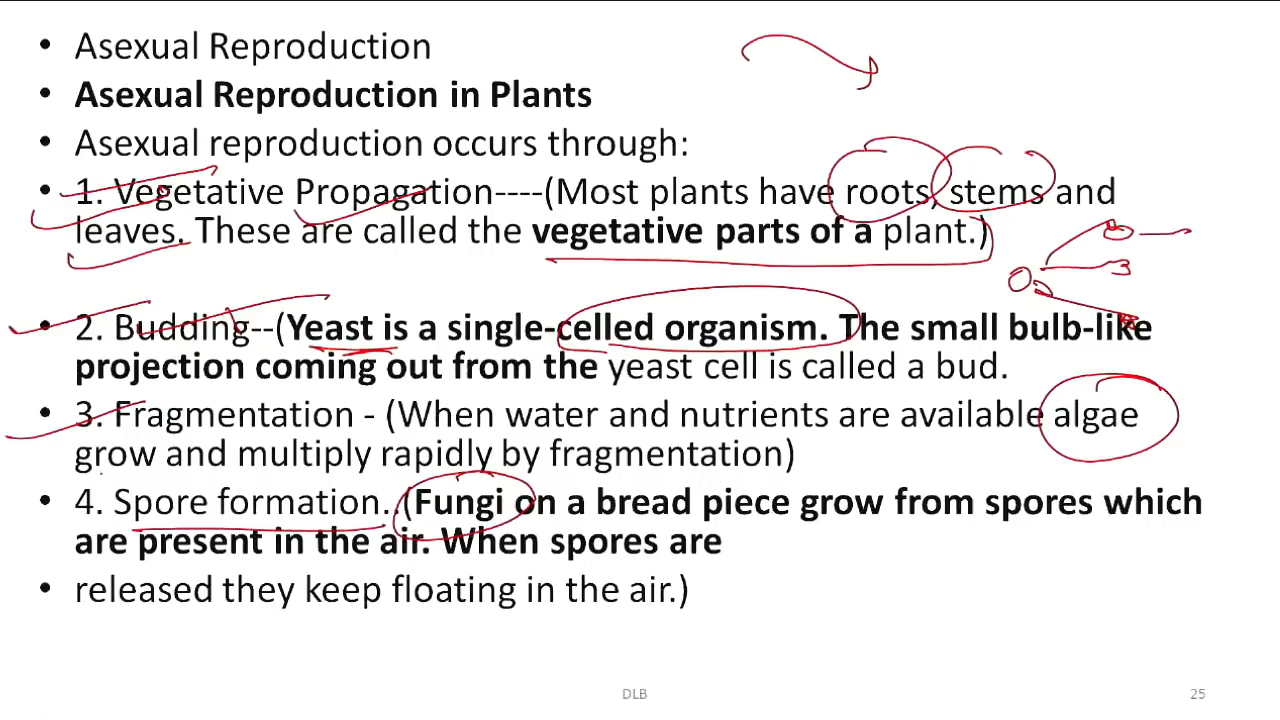 • Asexual Reproduction
• Asexual Reproduction in Plants
• Asexual reproduction occurs through:
• 1. Vegetative Propagation----(Most plants have roots, stems and
leaves. These are called the vegetative parts of a plant.)
• 2. Budding--(Yeast is a single-celled organism. The small bulb-like
projection coming out from the yeast cell is called a bud.
• 3. Fragmentation - (When water and nutrients are available algae
grow and multiply rapidly by fragmentation)
• 4. Spore formation. (Fungi on a bread piece grow from spores which
are present in the air. When spores are
• released they keep floating in the air.)
DLB
25